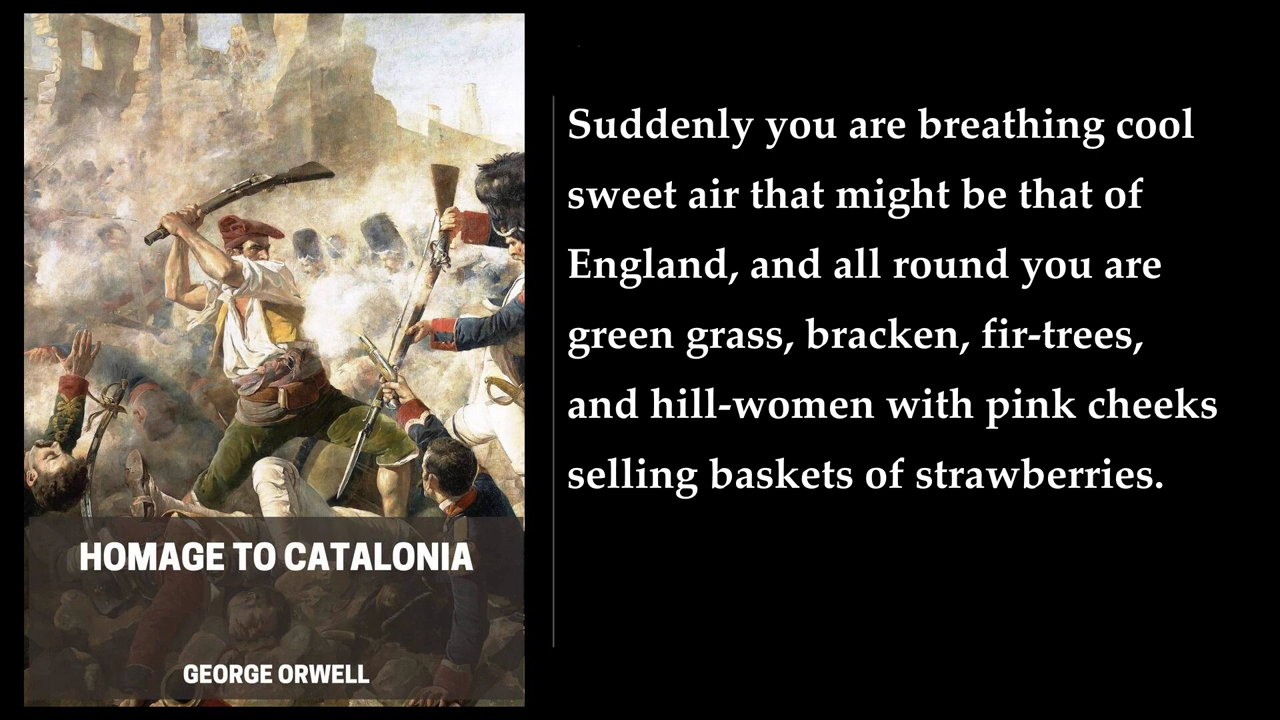 HOMAGE TO CATALONIA
GEORGE ORWELL
Suddenly you are breathing cool
sweet air that might be that of
England, and all round you are
green grass, bracken, fir-trees,
and hill-women with pink cheeks
selling baskets of strawberries.